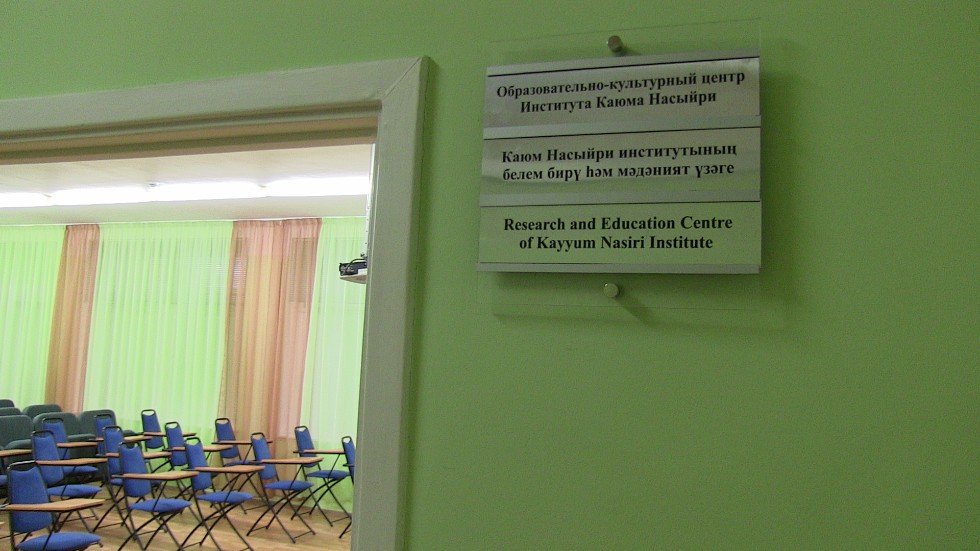 Образовательно-культурный центр
Института Каюма Насыйри
Каюм Насыйри институтының
белем бирү һәм мәдәният үзәге
Research and Education Centre
of Kayyum Nasiri Institute